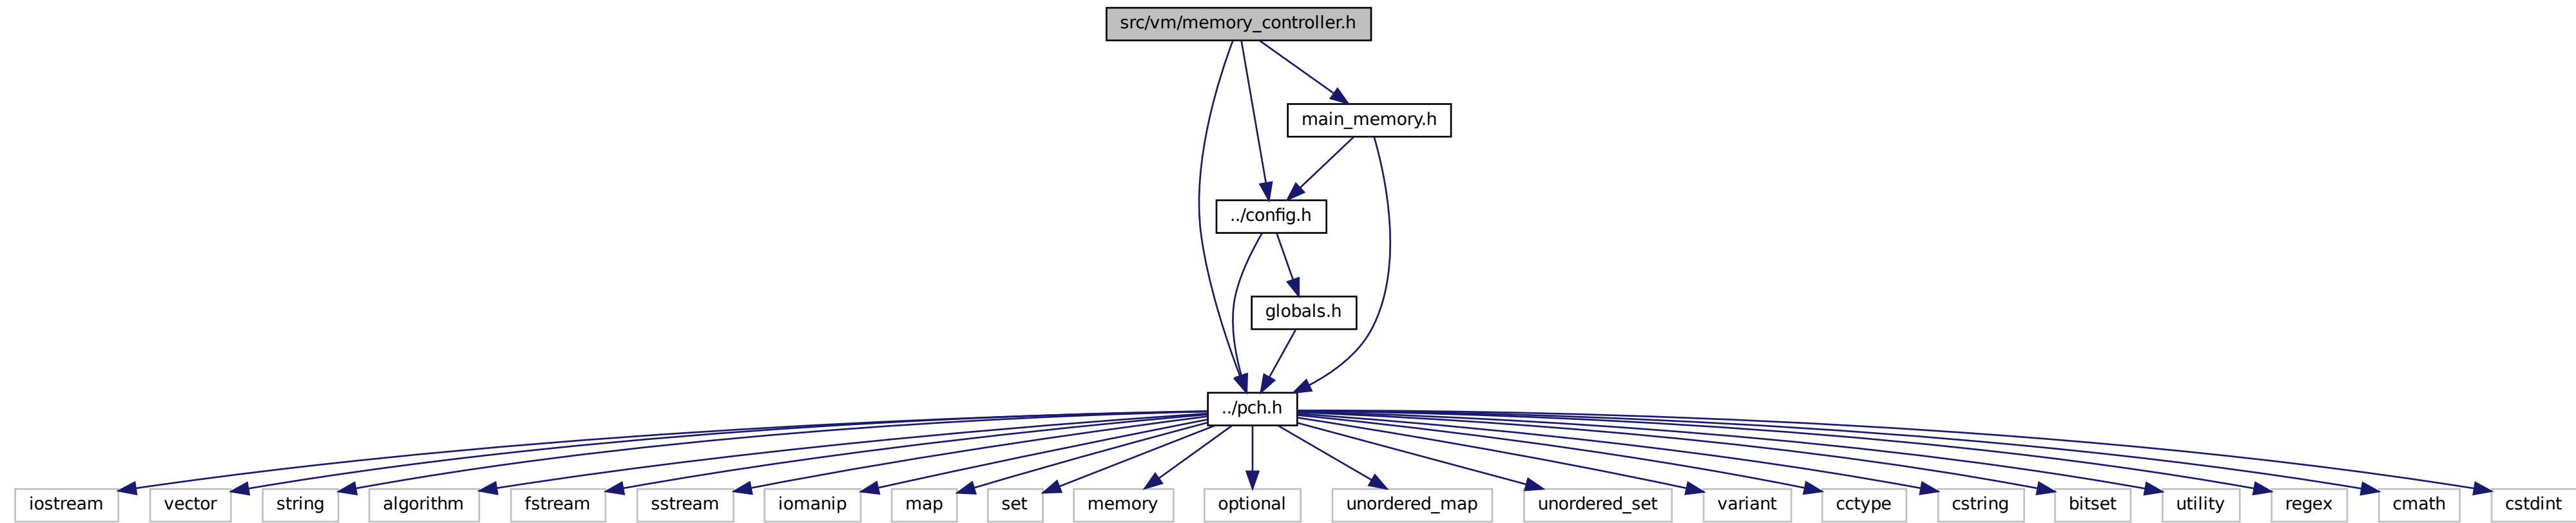 src/vm/memory_controller.h
main_memory.h
../config.h
globals.h
../pch.h
iostream
vector
string
algorithm
fstream
sstream
iomanip
map
set
memory
optional
unordered_map
unordered_set
variant
cctype
cstring
bitset
utility
regex
cmath
cstdint